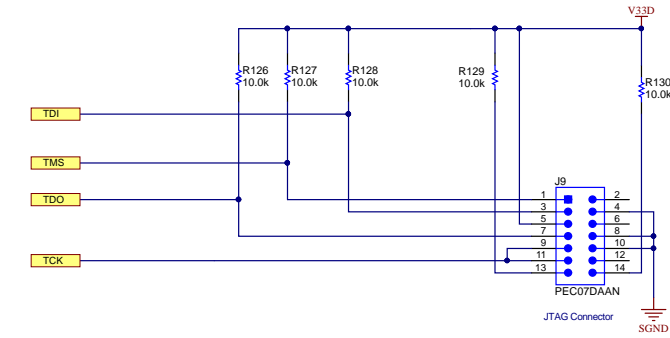 V33D
R126
10.0k
R127
10.0k
R128
10.0k
R129
10.0k
R130
10.0k
TDI
TMS
TDO
TCK
J9
1 2
3 4
5 6
7 8
9 10
11 12
13 14
PEC07DAAN
JTAG Connector
SGND